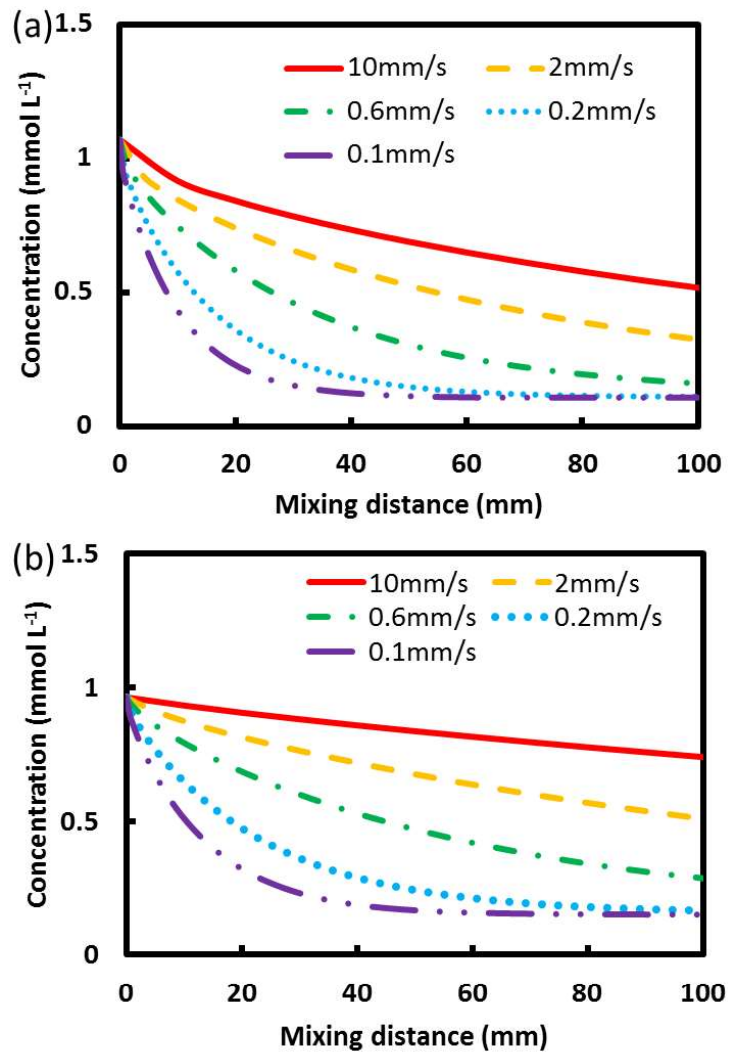 (a)
1.5
10mm/s 2mm/s
0.6mm/s 0.2mm/s
0.1mm/s
1
0.5
0
Concentration (mmol L⁻¹)
0 20 40 60 80 100
Mixing distance (mm)
(b)
1.5
10mm/s 2mm/s
0.6mm/s 0.2mm/s
0.1mm/s
1
0.5
0
Concentration (mmol L⁻¹)
0 20 40 60 80 100
Mixing distance (mm)